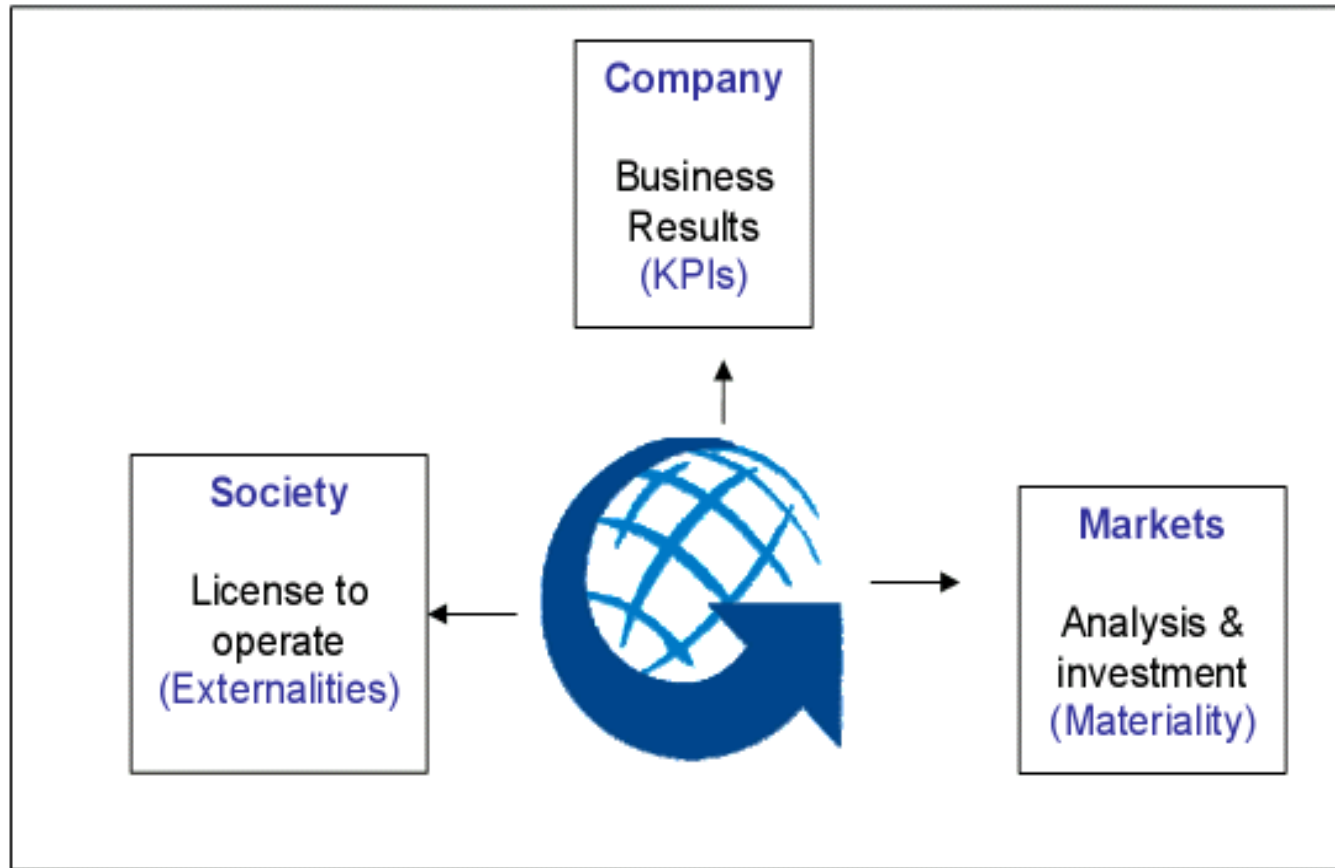 Company
Business
Results
(KPIs)
Society
License to
operate
(Externalities)
Markets
Analysis &
investment
(Materiality)